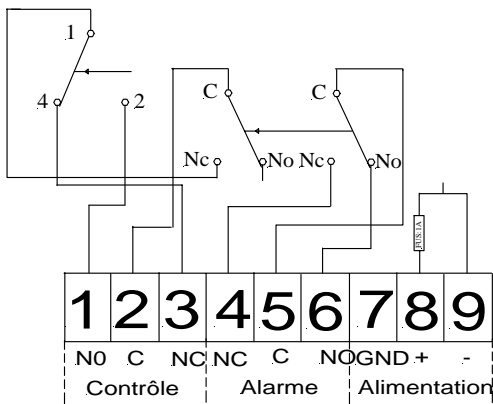 1
4 2
C C
Nc No Nc No
FUS.1A
1 2 3 4 5 6 7 8 9
N0 C NC NC C NO GND + -
Contrôle Alarme Alimentation